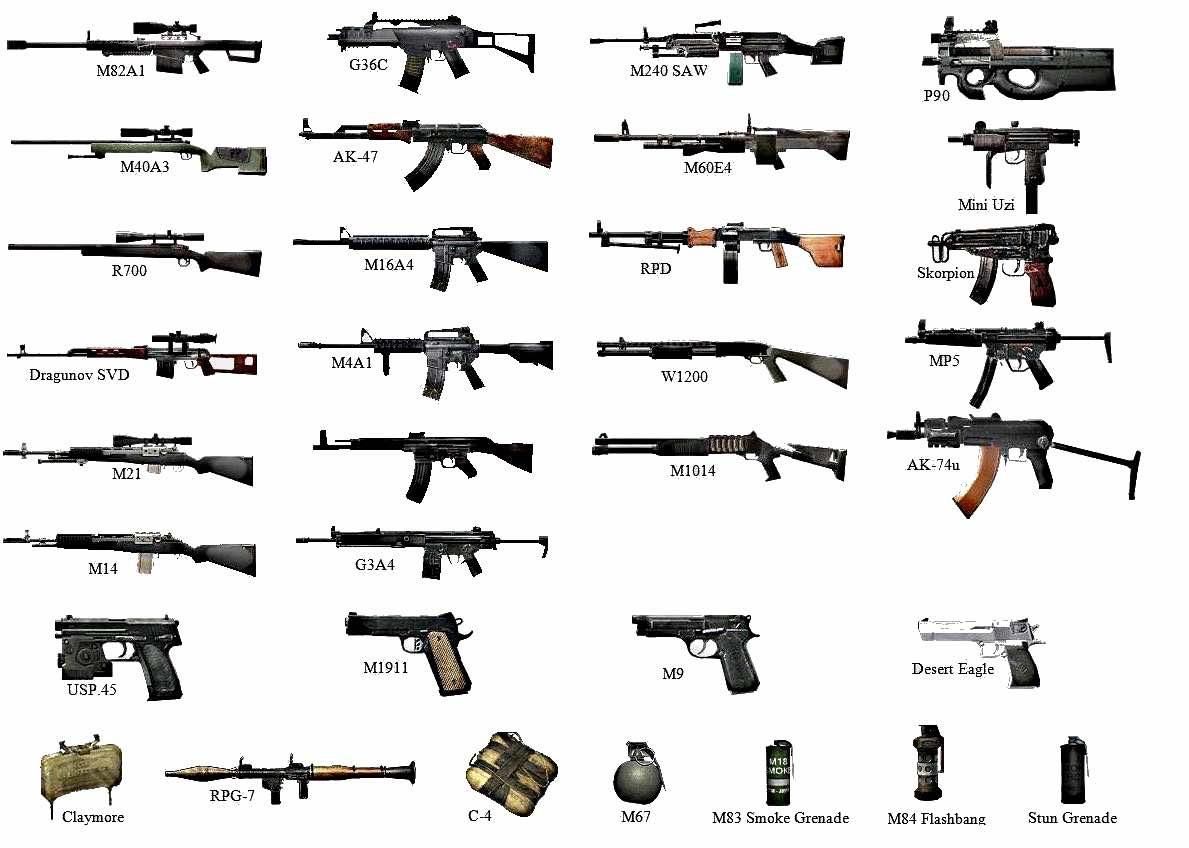 M82A1
G36C
M240 SAW
P90
M40A3
AK-47
M60E4
Mini Uzi
R700
M16A4
RPD
Skorpion
Dragunov SVD
M4A1
W1200
MP5
M21
M1014
AK-74u
M14
G3A4
USP.45
M1911
M9
Desert Eagle
Claymore
RPG-7
C-4
M67
M18
SMOKE
M83 Smoke Grenade
M84 Flashbang
Stun Grenade